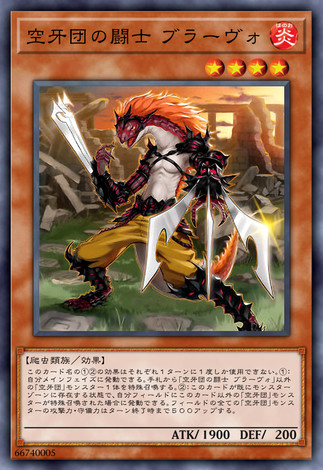 空牙団の闘士 ブラーヴォ
炎
［爬虫類族／効果］
このカード名の①②の効果はそれぞれ１ターンに１度しか使用できない。①：
自分メインフェイズに発動できる。手札から「空牙団の闘士 ブラーヴォ」以外
の「空牙団」モンスター１体を特殊召喚する。②：このカードが既にモンスター
ゾーンに存在する状態で、自分フィールドにこのカード以外の「空牙団」モンス
ターが特殊召喚された場合に発動できる。フィールドの全ての「空牙団」モンス
ターの攻撃力・守備力はターン終了時まで５００アップする。
ATK/ 1900 DEF/ 200
66740005